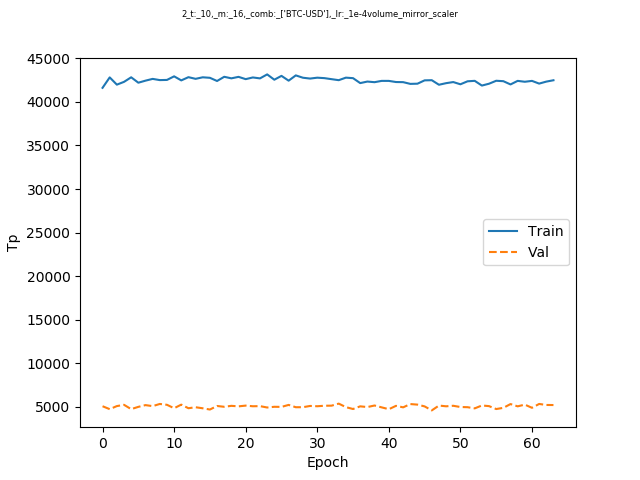 2_t:_10,_m:_16,_comb:_['BTC-USD'],_lr:_1e-4volume_mirror_scaler
45000
40000
35000
30000
25000
20000
15000
10000
5000
Tp
Train
Val
0 10 20 30 40 50 60
Epoch